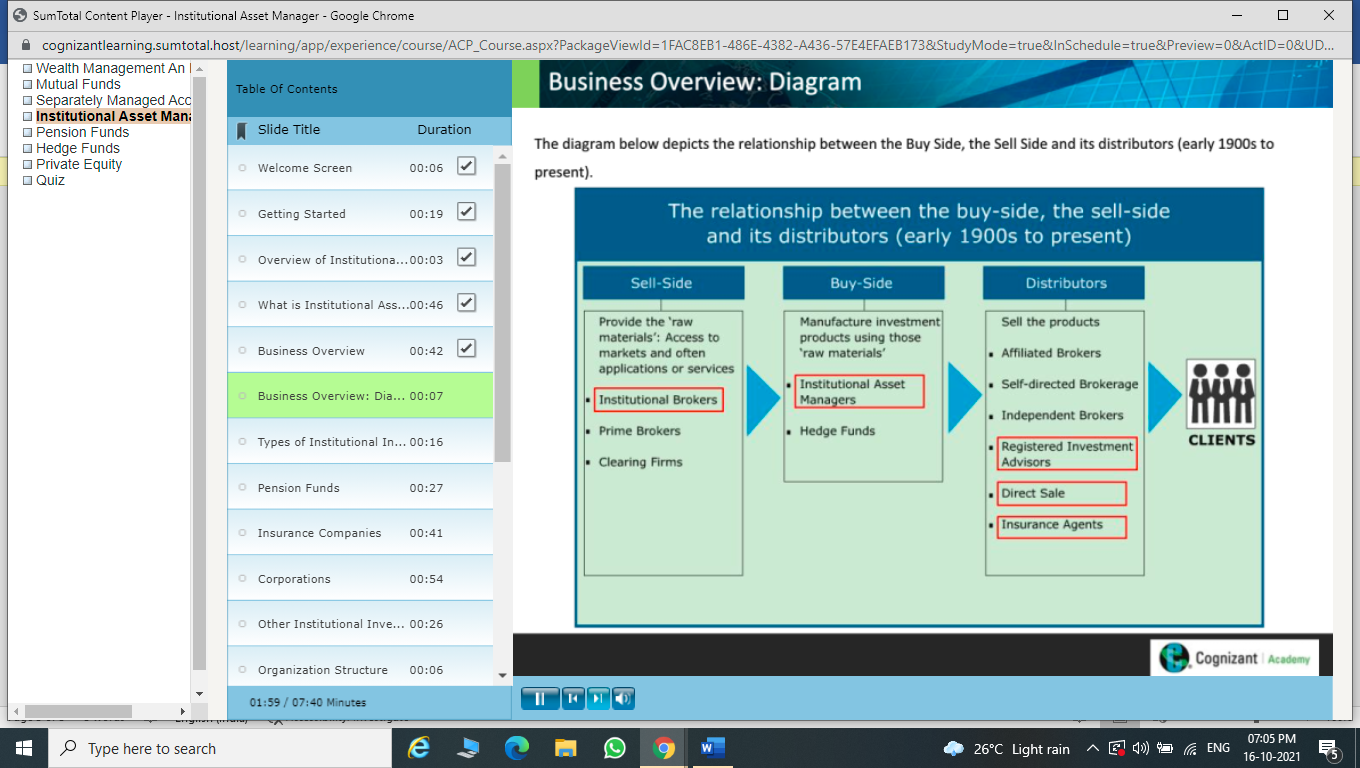 SumTotal Content Player - Institutional Asset Manager - Google Chrome
cognizantlearning.sumtotal.host/learning/app/experience/course/ACP_Course.aspx?PackageViewId=1FAC8EB1-486E-4382-A436-57E4EFAEB173&StudyMode=true&InSchedule=true&Preview=0&ActID=0&UD...
Wealth Management An I
Mutual Funds
Separately Managed Acc
Institutional Asset Mana
Pension Funds
Hedge Funds
Private Equity
Quiz
Table Of Contents
Slide Title Duration
Welcome Screen 00:06
Getting Started 00:19
Overview of Institutiona...00:03
What is Institutional Ass...00:46
Business Overview 00:42
Business Overview: Dia... 00:07
Types of Institutional In... 00:16
Pension Funds 00:27
Insurance Companies 00:41
Corporations 00:54
Other Institutional Inve... 00:26
Organization Structure 00:06
01:59 / 07:40 Minutes
Business Overview: Diagram
The diagram below depicts the relationship between the Buy Side, the Sell Side and its distributors (early 1900s to
present).
The relationship between the buy-side, the sell-side
and its distributors (early 1900s to present)
Sell-Side
Provide the 'raw
materials': Access to
markets and often
applications or services
Institutional Brokers
Prime Brokers
Clearing Firms
Buy-Side
Manufacture investment
products using those
'raw materials'
Institutional Asset
Managers
Hedge Funds
Distributors
Sell the products
Affiliated Brokers
Self-directed Brokerage
Independent Brokers
Registered Investment
Advisors
Direct Sale
Insurance Agents
CLIENTS
Cognizant | Academy
Type here to search
26°C Light rain
ENG
07:05 PM
16-10-2021
5